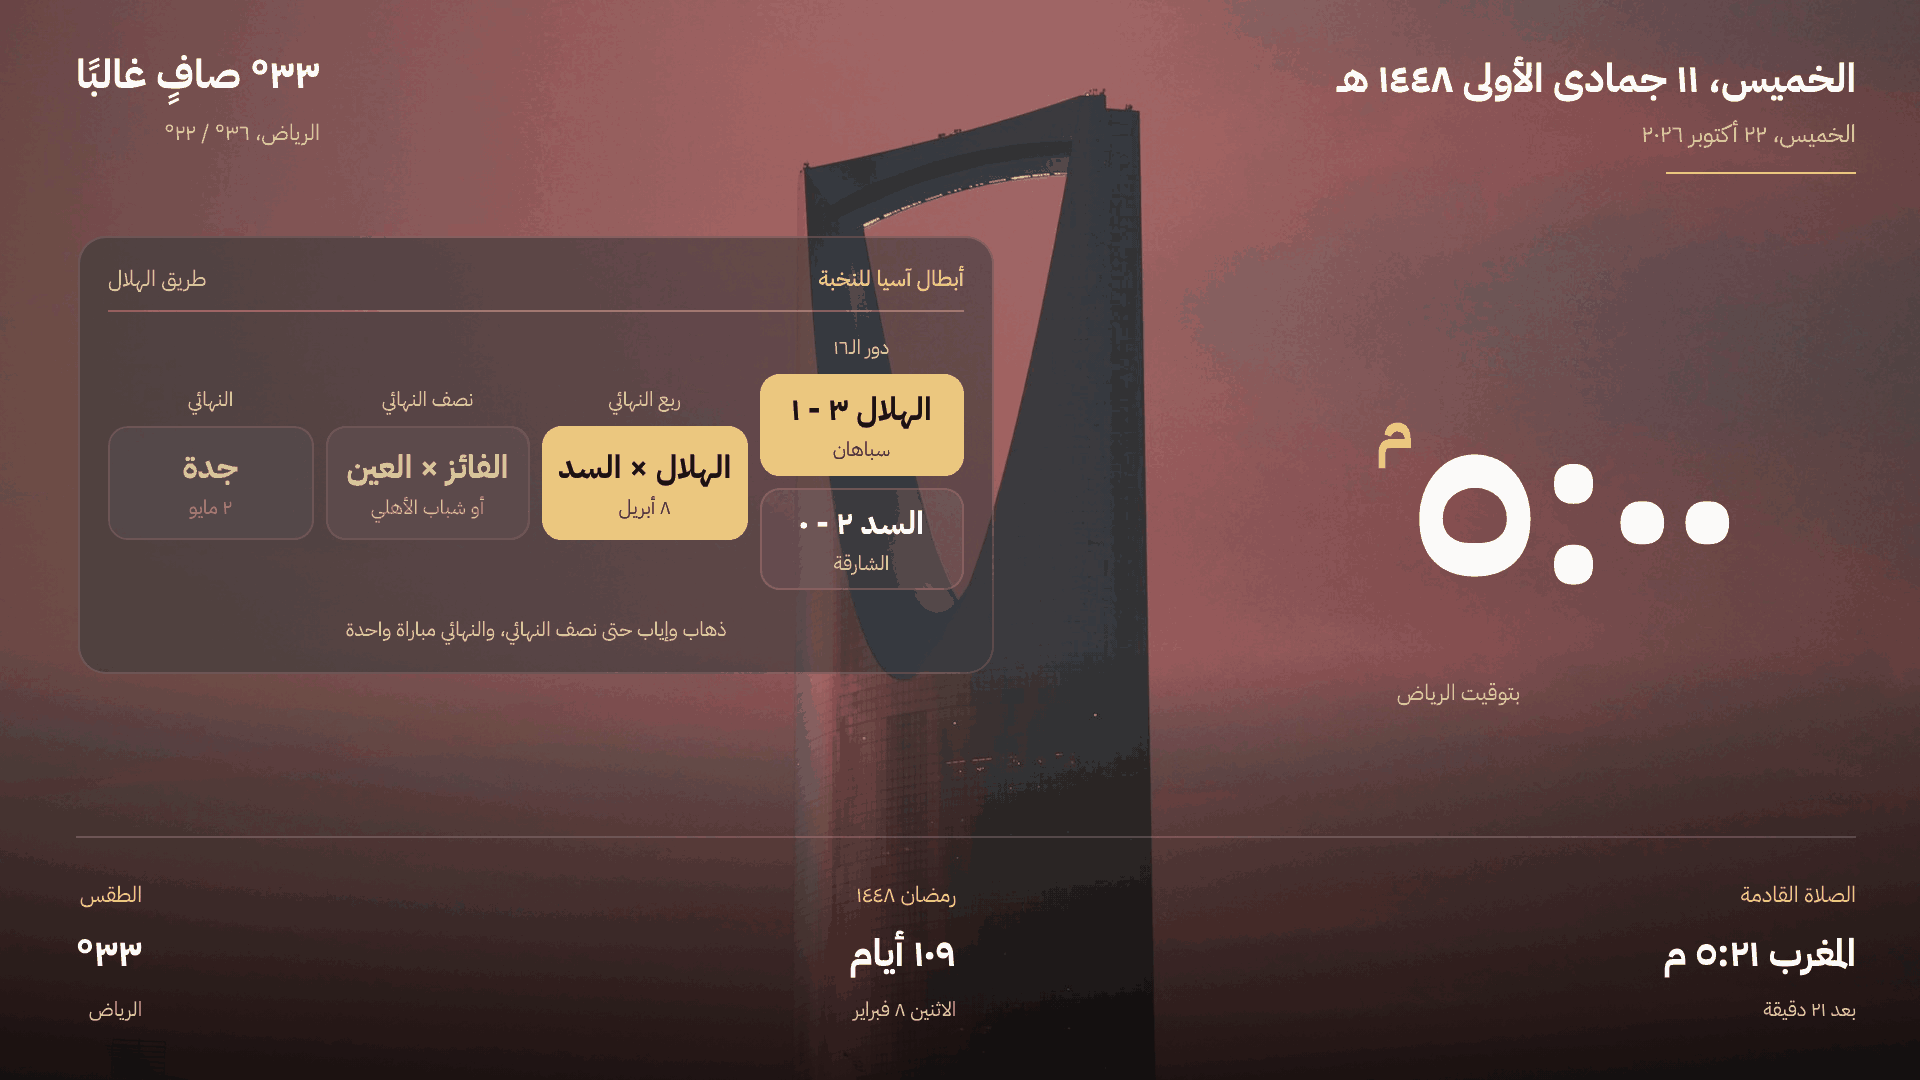 الخميس، ١١ جمادى الأولى ١٤٤٨ هـ
الخميس، ٢٢ أكتوبر ٢٠٢٦
٣٣° صافٍ غالبًا
الرياض، ٣٦° / ٢٢°
أبطال آسيا للنخبة
طريق الهلال
دور الـ١٦
الهلال ٣ - ١
سباهان
السد ٢ - ٠
الشارقة
ربع النهائي
الهلال × السد
٨ أبريل
نصف النهائي
الفائز × العين
أو شباب الأهلي
النهائي
جدة
٢ مايو
ذهاب وإياب حتى نصف النهائي، والنهائي مباراة واحدة
٥:٠٠ م
بتوقيت الرياض
الصلاة القادمة
المغرب ٥:٢١ م
بعد ٢١ دقيقة
رمضان ١٤٤٨
١٠٩ أيام
الاثنين ٨ فبراير
الطقس
٣٣°
الرياض